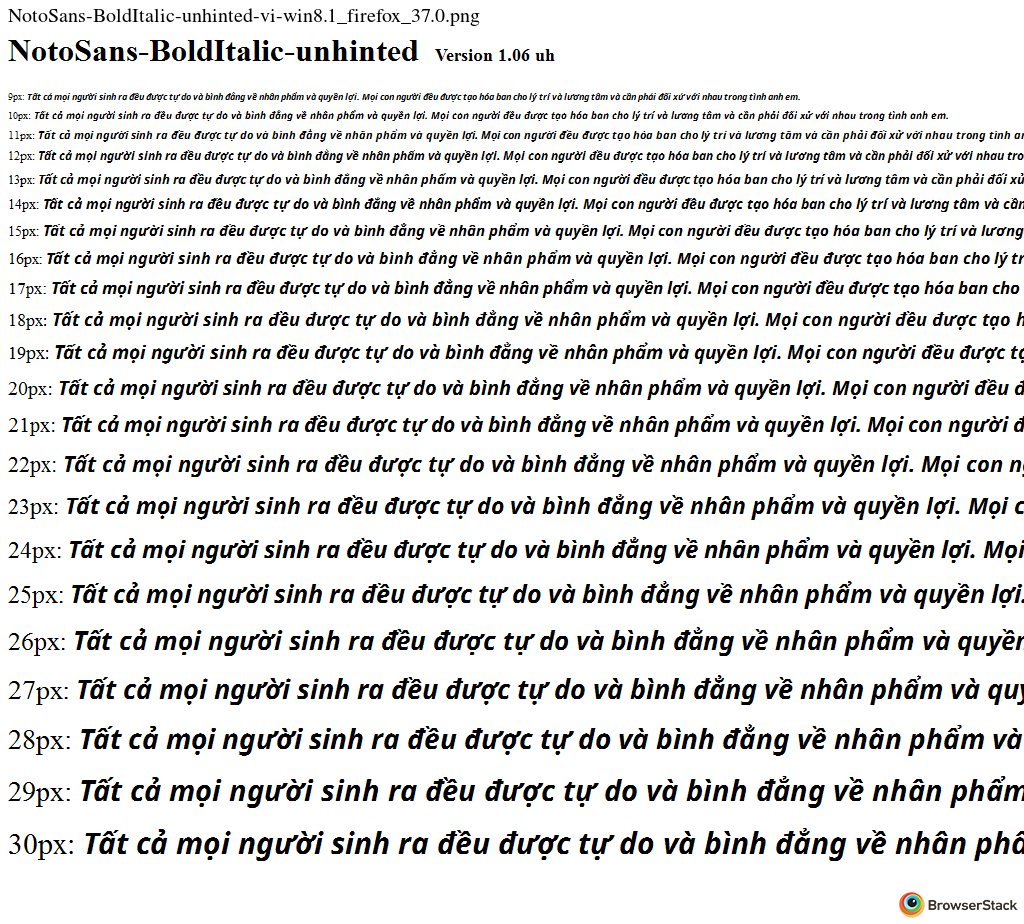 NotoSans-BoldItalic-unhinted-vi-win8.1_firefox_37.0.png
NotoSans-BoldItalic-unhinted Version 1.06 uh
9px: Tất cả mọi người sinh ra đều được tự do và bình đẳng về nhân phẩm và quyền lợi. Mọi con người đều được tạo hóa ban cho lý trí và lương tâm và cần phải đối xử với nhau trong tình anh em.
10px: Tất cả mọi người sinh ra đều được tự do và bình đẳng về nhân phẩm và quyền lợi. Mọi con người đều được tạo hóa ban cho lý trí và lương tâm và cần phải đối xử với nhau trong tình anh em.
11px: Tất cả mọi người sinh ra đều được tự do và bình đẳng về nhân phẩm và quyền lợi. Mọi con người đều được tạo hóa ban cho lý trí và lương tâm và cần phải đối xử với nhau trong tình an
12px: Tất cả mọi người sinh ra đều được tự do và bình đẳng về nhân phẩm và quyền lợi. Mọi con người đều được tạo hóa ban cho lý trí và lương tâm và cần phải đối xử với nhau tro
13px: Tất cả mọi người sinh ra đều được tự do và bình đẳng về nhân phẩm và quyền lợi. Mọi con người đều được tạo hóa ban cho lý trí và lương tâm và cần phải đối xử
14px: Tất cả mọi người sinh ra đều được tự do và bình đẳng về nhân phẩm và quyền lợi. Mọi con người đều được tạo hóa ban cho lý trí và lương tâm và cần
15px: Tất cả mọi người sinh ra đều được tự do và bình đẳng về nhân phẩm và quyền lợi. Mọi con người đều được tạo hóa ban cho lý trí và lương
16px: Tất cả mọi người sinh ra đều được tự do và bình đẳng về nhân phẩm và quyền lợi. Mọi con người đều được tạo hóa ban cho lý tr
17px: Tất cả mọi người sinh ra đều được tự do và bình đẳng về nhân phẩm và quyền lợi. Mọi con người đều được tạo hóa ban cho
18px: Tất cả mọi người sinh ra đều được tự do và bình đẳng về nhân phẩm và quyền lợi. Mọi con người đều được tạo h
19px: Tất cả mọi người sinh ra đều được tự do và bình đẳng về nhân phẩm và quyền lợi. Mọi con người đều được tạ
20px: Tất cả mọi người sinh ra đều được tự do và bình đẳng về nhân phẩm và quyền lợi. Mọi con người đều đ
21px: Tất cả mọi người sinh ra đều được tự do và bình đẳng về nhân phẩm và quyền lợi. Mọi con người đ
22px: Tất cả mọi người sinh ra đều được tự do và bình đẳng về nhân phẩm và quyền lợi. Mọi con ng
23px: Tất cả mọi người sinh ra đều được tự do và bình đẳng về nhân phẩm và quyền lợi. Mọi c
24px: Tất cả mọi người sinh ra đều được tự do và bình đẳng về nhân phẩm và quyền lợi. Mọi
25px: Tất cả mọi người sinh ra đều được tự do và bình đẳng về nhân phẩm và quyền lợi.
26px: Tất cả mọi người sinh ra đều được tự do và bình đẳng về nhân phẩm và quyền
27px: Tất cả mọi người sinh ra đều được tự do và bình đẳng về nhân phẩm và quy
28px: Tất cả mọi người sinh ra đều được tự do và bình đẳng về nhân phẩm và
29px: Tất cả mọi người sinh ra đều được tự do và bình đẳng về nhân phẩm
30px: Tất cả mọi người sinh ra đều được tự do và bình đẳng về nhân phẩ
BrowserStack